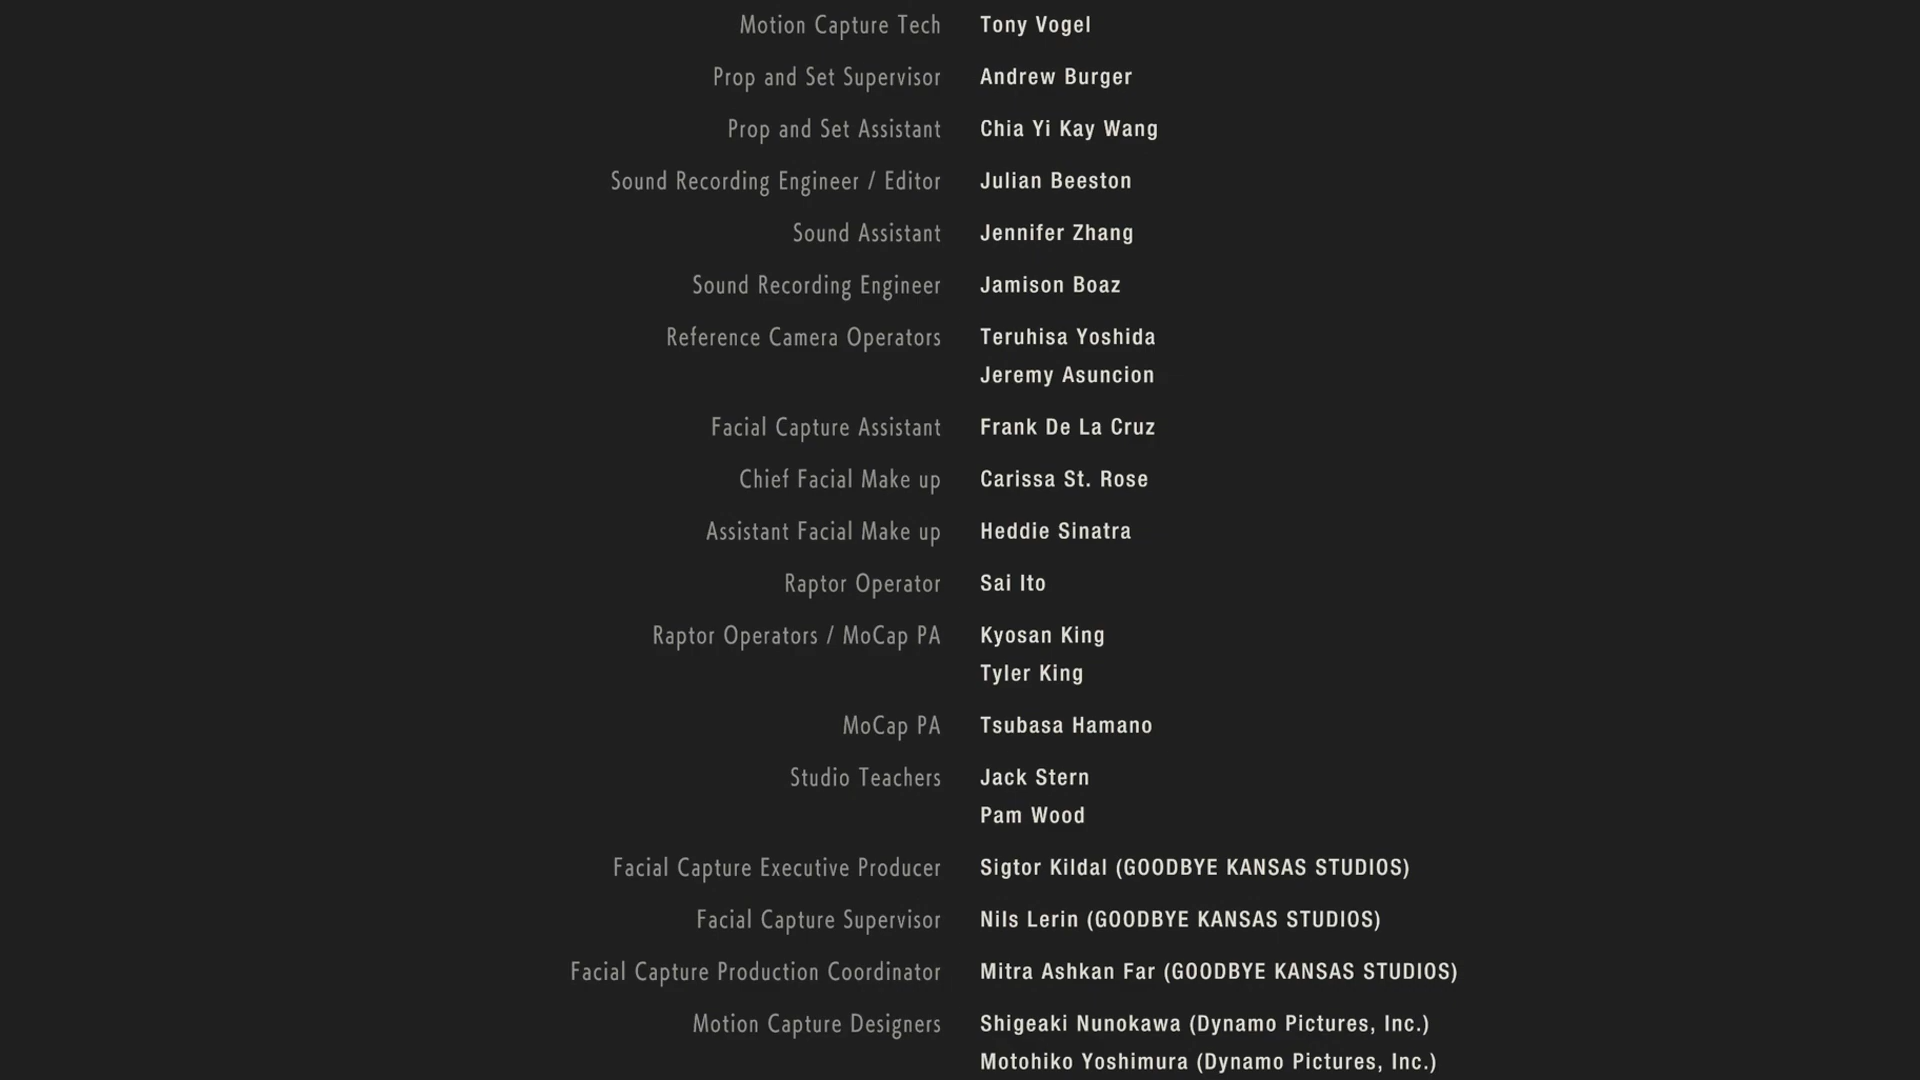 Motion Capture Tech Tony Vogel
Prop and Set Supervisor Andrew Burger
Prop and Set Assistant Chia Yi Kay Wang
Sound Recording Engineer / Editor Julian Beeston
Sound Assistant Jennifer Zhang
Sound Recording Engineer Jamison Boaz
Reference Camera Operators Teruhisa Yoshida
Jeremy Asuncion
Facial Capture Assistant Frank De La Cruz
Chief Facial Make up Carissa St. Rose
Assistant Facial Make up Heddie Sinatra
Raptor Operator Sai Ito
Raptor Operators / MoCap PA Kyosan King
Tyler King
MoCap PA Tsubasa Hamano
Studio Teachers Jack Stern
Pam Wood
Facial Capture Executive Producer Sigtor Kildal (GOODBYE KANSAS STUDIOS)
Facial Capture Supervisor Nils Lerin (GOODBYE KANSAS STUDIOS)
Facial Capture Production Coordinator Mitra Ashkan Far (GOODBYE KANSAS STUDIOS)
Motion Capture Designers Shigeaki Nunokawa (Dynamo Pictures, Inc.)
Motohiko Yoshimura (Dynamo Pictures, Inc.)